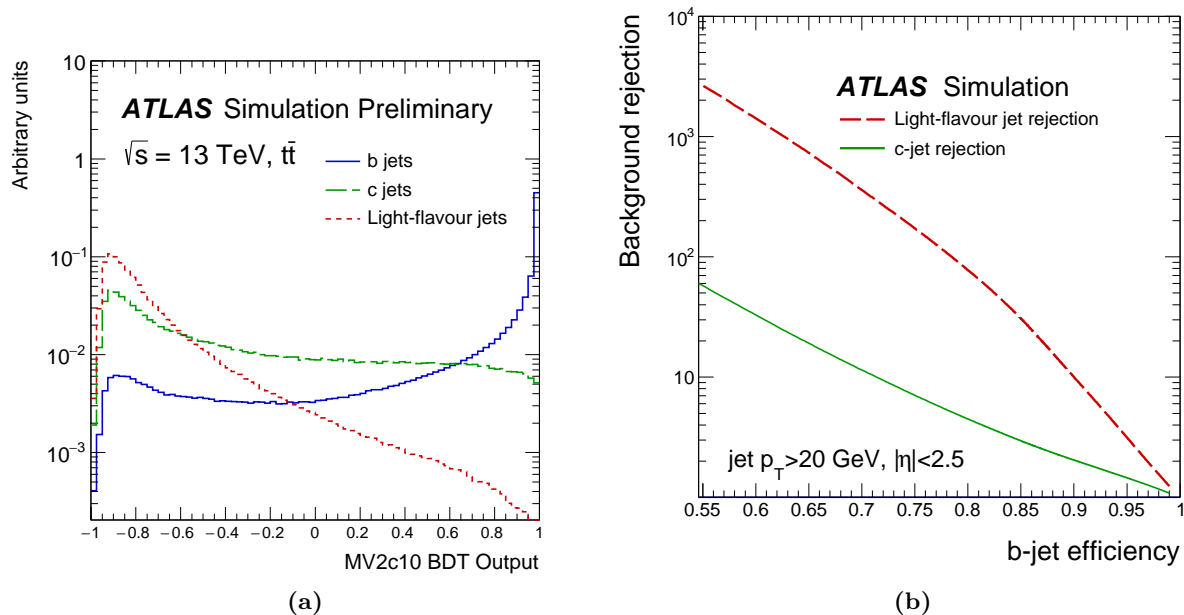 Arbitrary units
10
1
10⁻¹
10⁻²
10⁻³
ATLAS Simulation Preliminary
√s = 13 TeV, tt̄
b jets
c jets
Light-flavour jets
−1 −0.8 −0.6 −0.4 −0.2 0 0.2 0.4 0.6 0.8 1
MV2c10 BDT Output
(a)
Background rejection
10⁴
10³
10²
10
ATLAS Simulation
Light-flavour jet rejection
c-jet rejection
jet p_T>20 GeV, |η|<2.5
0.55 0.6 0.65 0.7 0.75 0.8 0.85 0.9 0.95 1
b-jet efficiency
(b)